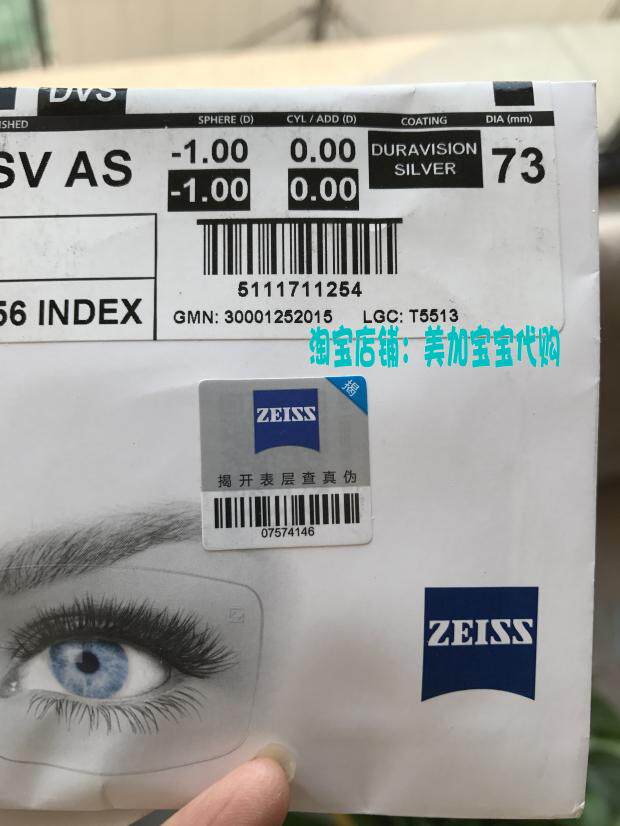 DVS
SHED SPHERE (D) CYL / ADD (D) COATING DIA (mm)
SV AS -1.00 0.00 DURAVISION SILVER 73
-1.00 0.00
5111711254
56 INDEX GMN: 30001252015 LGC: T5513
淘宝店铺：美加宝宝代购
揭
ZEISS
揭开表层查真伪
07574146
ZEISS